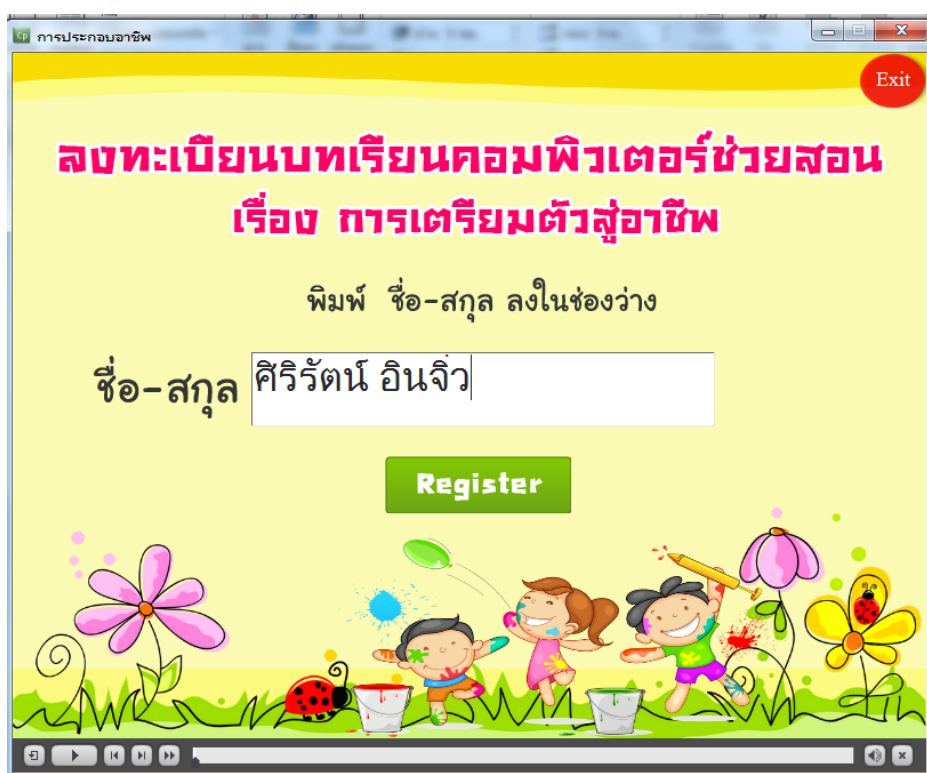 Cp การประกอบอาชีพ
Exit
ลงทะเบียนบทเรียนคอมพิวเตอร์ช่วยสอน
เรื่อง การเตรียมตัวสู่อาชีพ
พิมพ์ ชื่อ-สกุล ลงในช่องว่าง
ชื่อ-สกุล ศิริรัตน์ อินจิ๋ว
Register